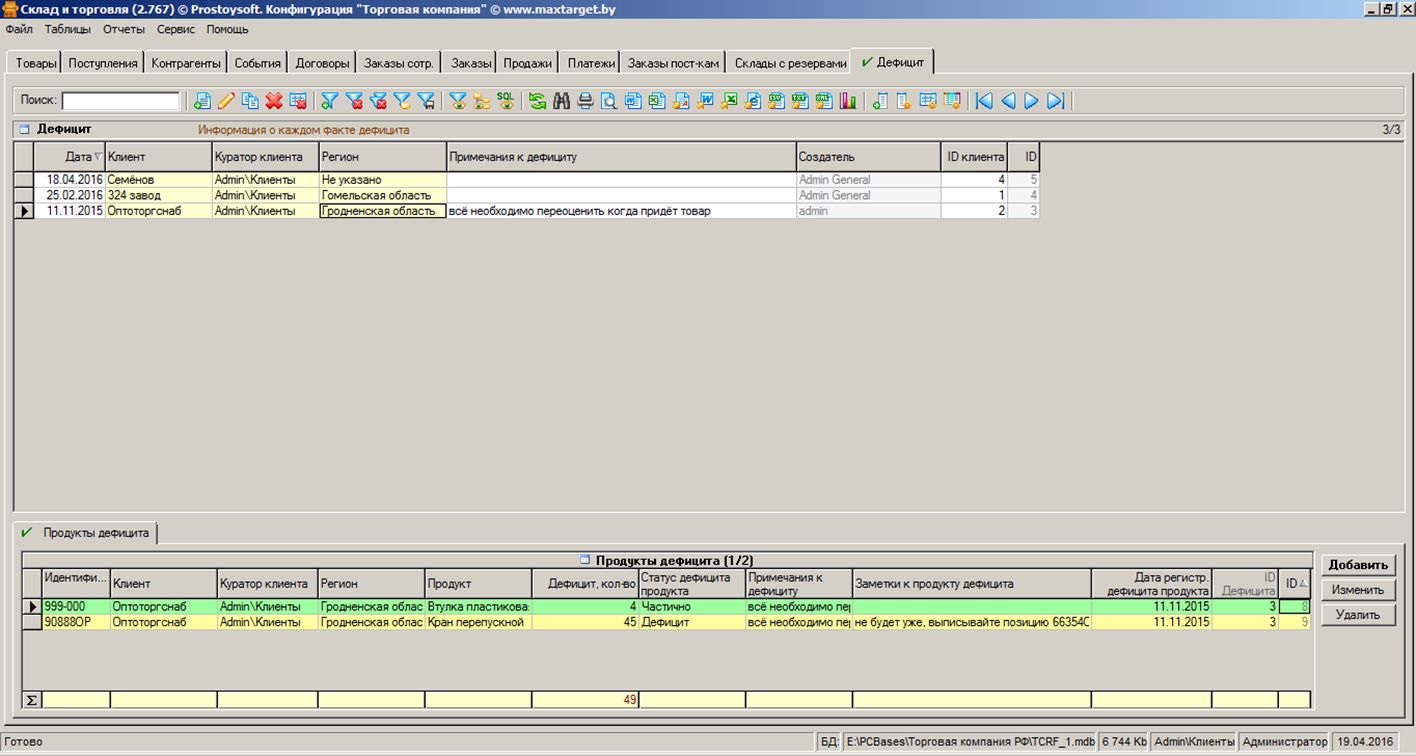 Склад и торговля (2.767) © Prostoysoft. Конфигурация "Торговая компания" © www.maxtarget.by
Файл Таблицы Отчеты Сервис Помощь
Товары Поступления Контрагенты События Договоры Заказы сотр. Заказы Продажи Платежи Заказы пост-кам Склады с резервами Дефицит
Поиск: SQL
Дефицит Информация о каждом факте дефицита 3/3
Дата Клиент Куратор клиента Регион Примечания к дефициту Создатель ID клиента ID
18.04.2016 Семёнов Admin\Клиенты Не указано Admin General 4 5
25.02.2016 324 завод Admin\Клиенты Гомельская область Admin General 1 4
11.11.2015 Оптоторгснаб Admin\Клиенты Гродненская область всё необходимо переоценить когда придёт товар admin 2 3
Продукты дефицита
Продукты дефицита (1/2)
Идентифи... Клиент Куратор клиента Регион Продукт Дефицит, кол-во Статус дефицита продукта Примечания к дефициту Заметки к продукту дефицита Дата регистр. дефицита продукта ID Дефицита ID
999-000 Оптоторгснаб Admin\Клиенты Гродненская облас Втулка пластикова 4 Частично всё необходимо пе 11.11.2015 3 8
90888OP Оптоторгснаб Admin\Клиенты Гродненская облас Кран перепускной 45 Дефицит всё необходимо пе не будет уже, выписывайте позицию 66354С 11.11.2015 3 9
Σ 49
Добавить
Изменить
Удалить
Готово БД: E:\PCBases\Торговая компания РФ\TCRF_1.mdb 6 744 Kb Admin\Клиенты Администратор 19.04.2016